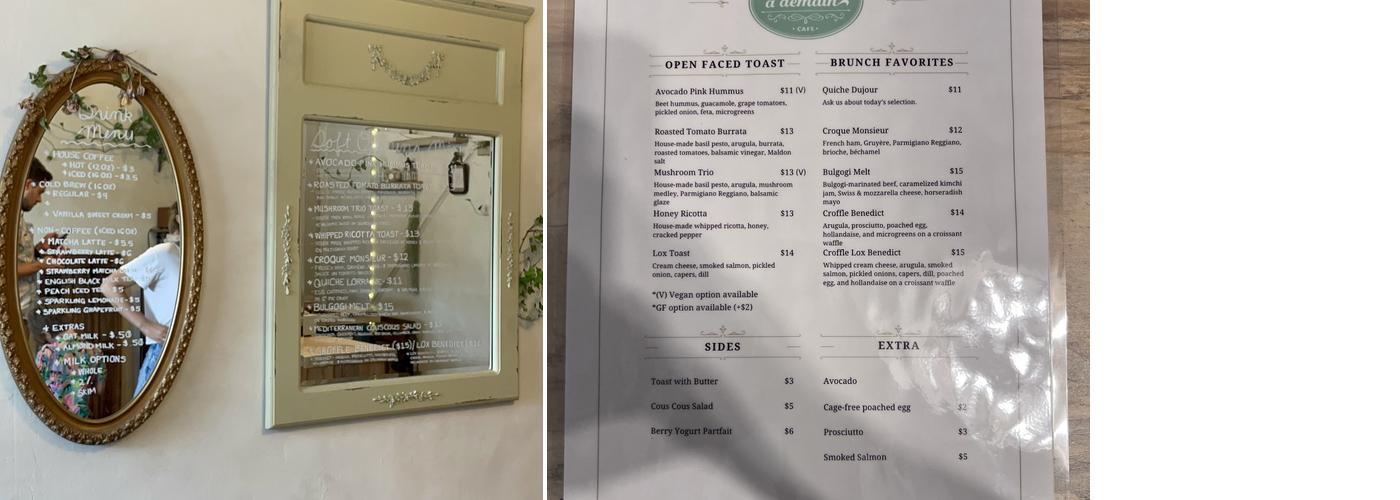 Drink
Menu
+ HOUSE COFFEE
+ HOT (12OZ) - $3
+ ICED (16 OZ) - $3.5
+ COLD BREW (16 OZ)
+ REGULAR - $4
+
+ VANILLA SWEET CREAM - $5
+ NON-COFFEE (ICED 16OZ)
+ MATCHA LATTE - $5.5
+ STRAWBERRY LATTE - $6
+ CHOCOLATE LATTE - $6
+ STRAWBERRY MATCHA
+ ENGLISH BLACK MILK
+ PEACH ICED TEA - $5
+ SPARKLING LEMONADE - $5
+ SPARKLING GRAPEFRUIT - $5
+ EXTRAS
+ OAT MILK - $.50
+ ALMOND MILK - $.50
+ MILK OPTIONS
+ WHOLE
+ 2%
+ SKIM
Soft
+ AVOCADO
+ ROASTED TOMATO BURRATA TOAST
+ MUSHROOM TRIO TOAST - $13
+ WHIPPED RICOTTA TOAST - $13
+ CROQUE MONSIEUR - $12
+ QUICHE LORRAINE - $11
+ BULGOGI MELT - $15
+ MEDITERRANEAN COUSCOUS SALAD
BENEDICT ($15)/ LOX BENEDICT
à demain
• CAFE •
OPEN FACED TOAST
Avocado Pink Hummus $11 (V)
Beet hummus, guacamole, grape tomatoes,
pickled onion, feta, microgreens
Roasted Tomato Burrata $13
House-made basil pesto, arugula, burrata,
roasted tomatoes, balsamic vinegar, Maldon
salt
Mushroom Trio $13 (V)
House-made basil pesto, arugula, mushroom
medley, Parmigiano Reggiano, balsamic
glaze
Honey Ricotta $13
House-made whipped ricotta, honey,
cracked pepper
Lox Toast $14
Cream cheese, smoked salmon, pickled
onion, capers, dill
*(V) Vegan option available
*GF option available (+$2)
BRUNCH FAVORITES
Quiche Dujour $11
Ask us about today's selection.
Croque Monsieur $12
French ham, Gruyère, Parmigiano Reggiano,
brioche, béchamel
Bulgogi Melt $15
Bulgogi-marinated beef, caramelized kimchi
jam, Swiss & mozzarella cheese, horseradish
mayo
Croffle Benedict $14
Arugula, prosciutto, poached egg,
hollandaise, and microgreens on a croissant
waffle
Croffle Lox Benedict $15
Whipped cream cheese, arugula, smoked
salmon, pickled onions, capers, dill, poached
egg, and hollandaise on a croissant waffle
SIDES
Toast with Butter $3
Cous Cous Salad $5
Berry Yogurt Partfait $6
EXTRA
Avocado
Cage-free poached egg $2
Prosciutto $3
Smoked Salmon $5